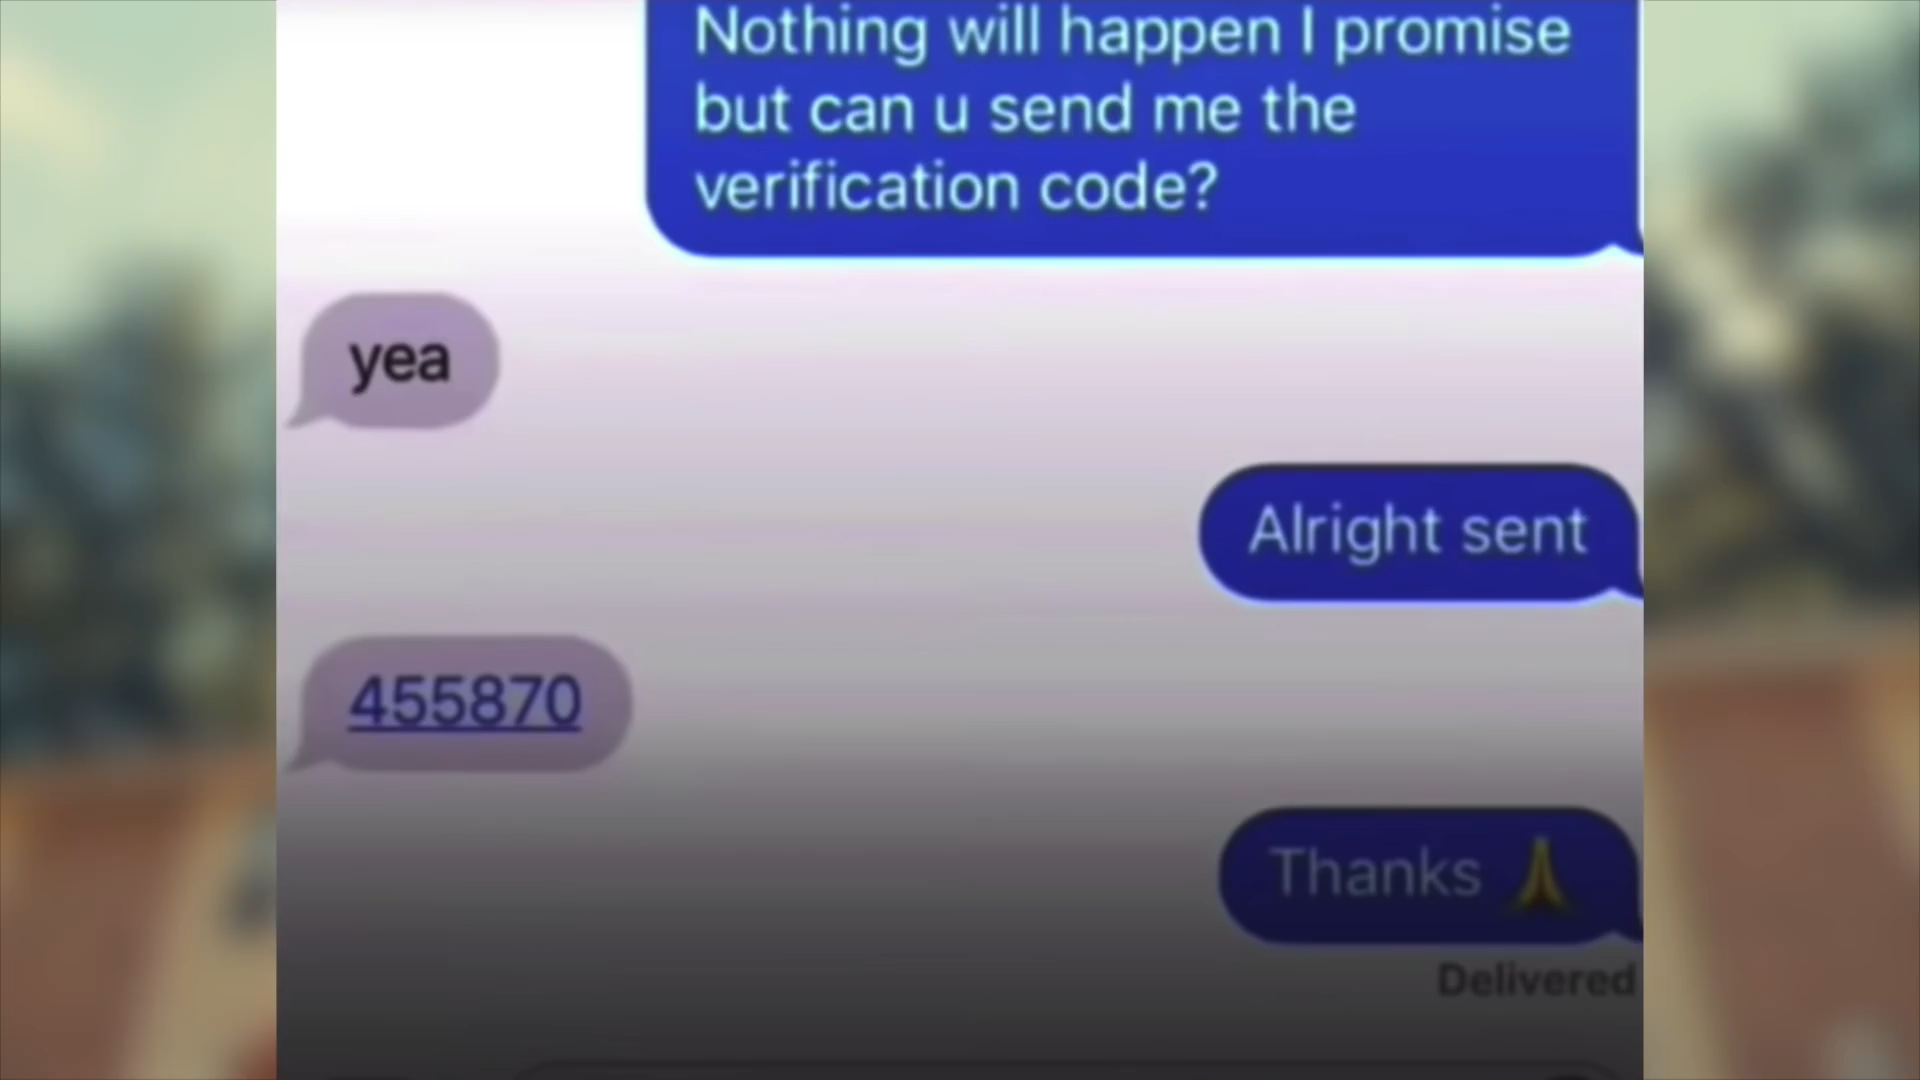 Nothing will happen I promise
but can u send me the
verification code?
yea
Alright sent
455870
Thanks 🙏
Delivered